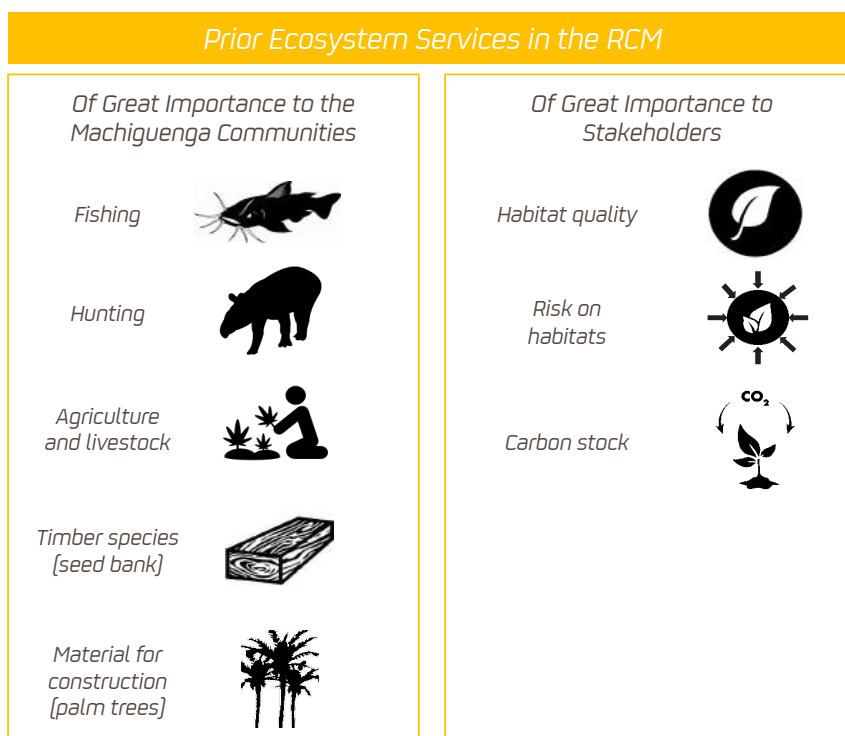 Prior Ecosystem Services in the RCM
Of Great Importance to the
Machiguenga Communities
Fishing
Hunting
Agriculture
and livestock
Timber species
[seed bank]
Material for
construction
[palm trees]
Of Great Importance to
Stakeholders
Habitat quality
Risk on
habitats
Carbon stock
CO₂